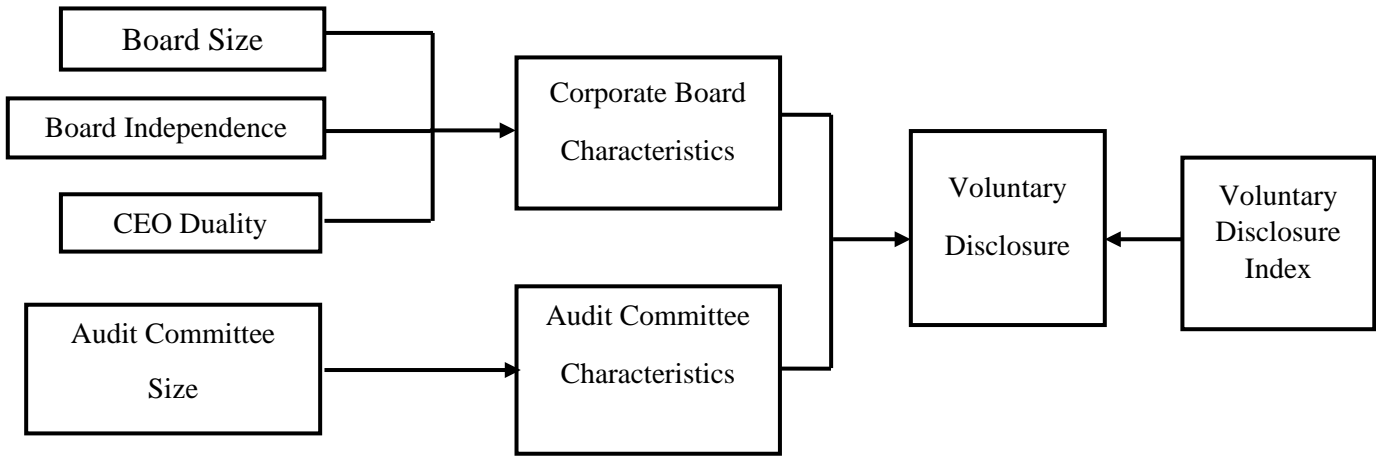 Board Size
Board Independence
CEO Duality
Audit Committee
Size
Corporate Board
Characteristics
Audit Committee
Characteristics
Voluntary
Disclosure
Voluntary
Disclosure
Index